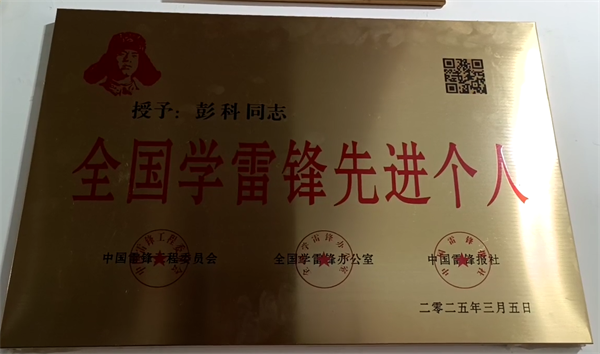 授予：彭科同志
全国学雷锋先进个人
中国雷锋工程委员会 全国学雷锋办公室 中国雷锋报社
二零二五年三月五日